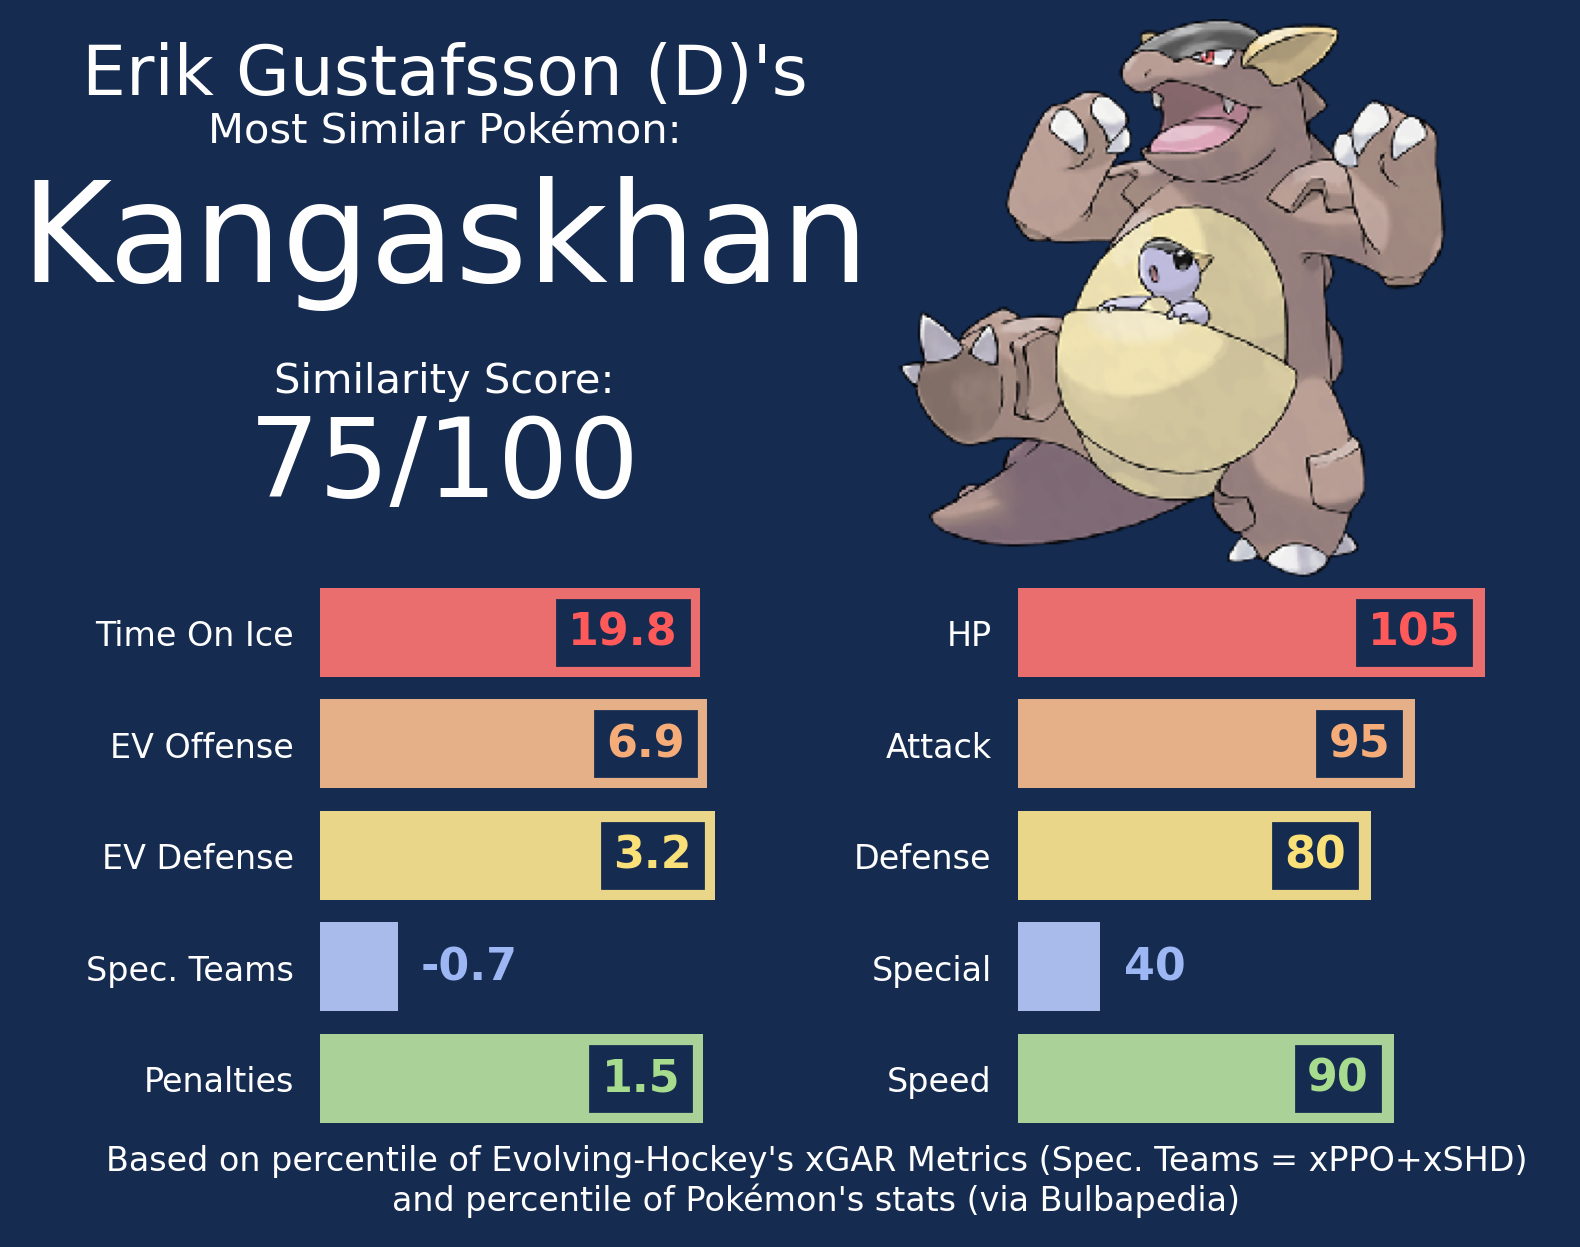 Erik Gustafsson (D)'s
Most Similar Pokémon:
Kangaskhan
Similarity Score:
75/100
Time On Ice 19.8
EV Offense 6.9
EV Defense 3.2
Spec. Teams -0.7
Penalties 1.5
HP 105
Attack 95
Defense 80
Special 40
Speed 90
Based on percentile of Evolving-Hockey's xGAR Metrics (Spec. Teams = xPPO+xSHD)
and percentile of Pokémon's stats (via Bulbapedia)